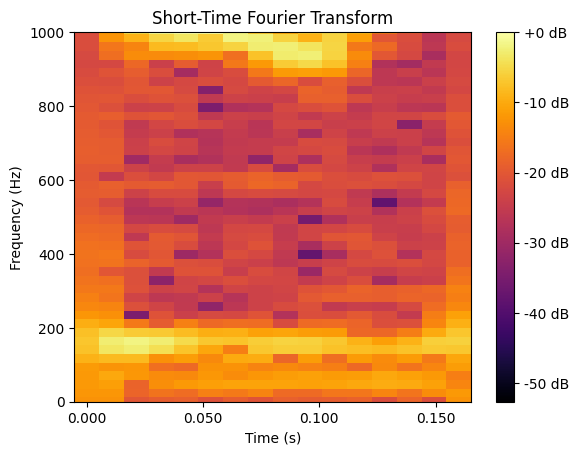 Short-Time Fourier Transform
1000
800
600
400
200
0
Frequency (Hz)
0.000
0.050
0.100
0.150
Time (s)
+0 dB
-10 dB
-20 dB
-30 dB
-40 dB
-50 dB